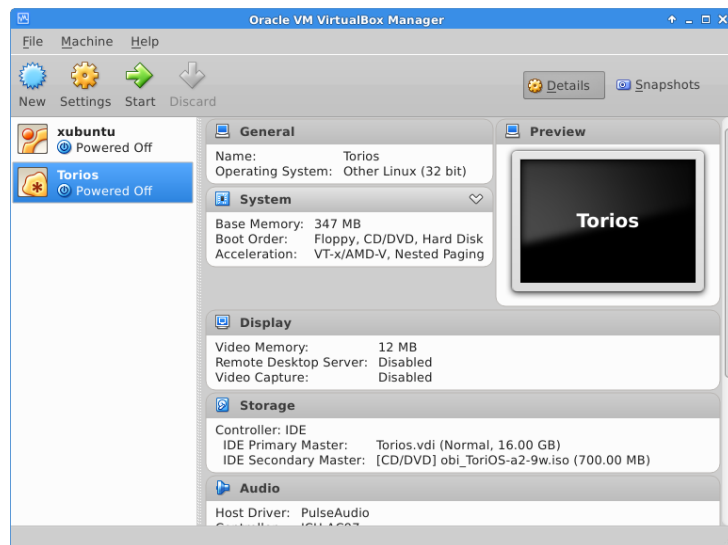 Oracle VM VirtualBox Manager
File Machine Help
New Settings Start Discard
Details Snapshots
xubuntu
Powered Off
Torios
Powered Off
General
Name: Torios
Operating System: Other Linux (32 bit)
System
Base Memory: 347 MB
Boot Order: Floppy, CD/DVD, Hard Disk
Acceleration: VT-x/AMD-V, Nested Paging
Preview
Torios
Display
Video Memory: 12 MB
Remote Desktop Server: Disabled
Video Capture: Disabled
Storage
Controller: IDE
IDE Primary Master: Torios.vdi (Normal, 16.00 GB)
IDE Secondary Master: [CD/DVD] obi_ToriOS-a2-9w.iso (700.00 MB)
Audio
Host Driver: PulseAudio